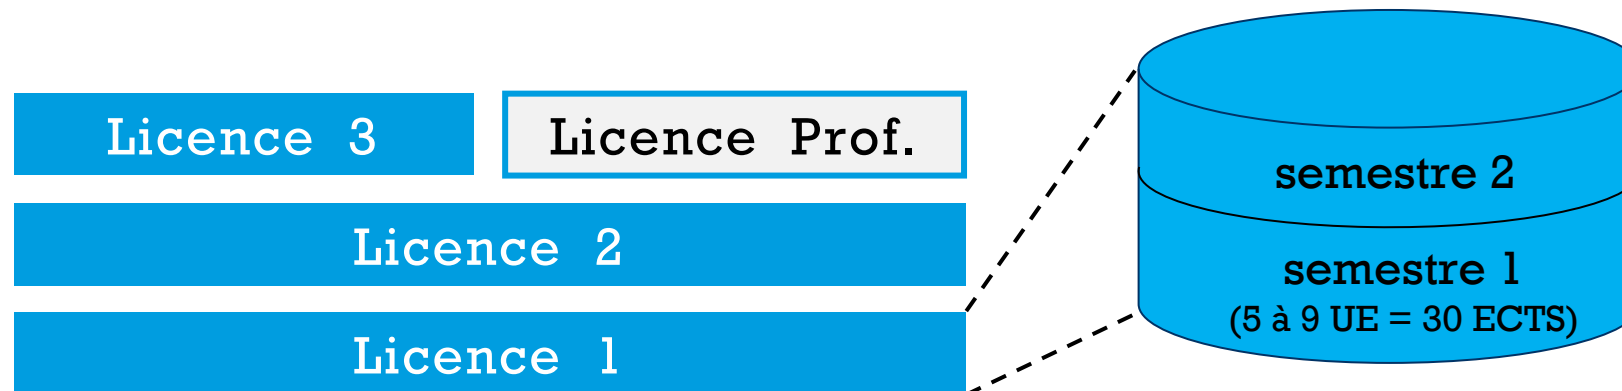 Licence 3
Licence Prof.
Licence 2
Licence 1
semestre 2
semestre 1
(5 à 9 UE = 30 ECTS)